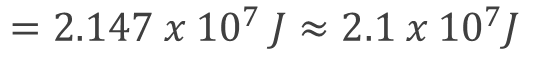 = 2.147 x 10⁷ J ≈ 2.1 x 10⁷J